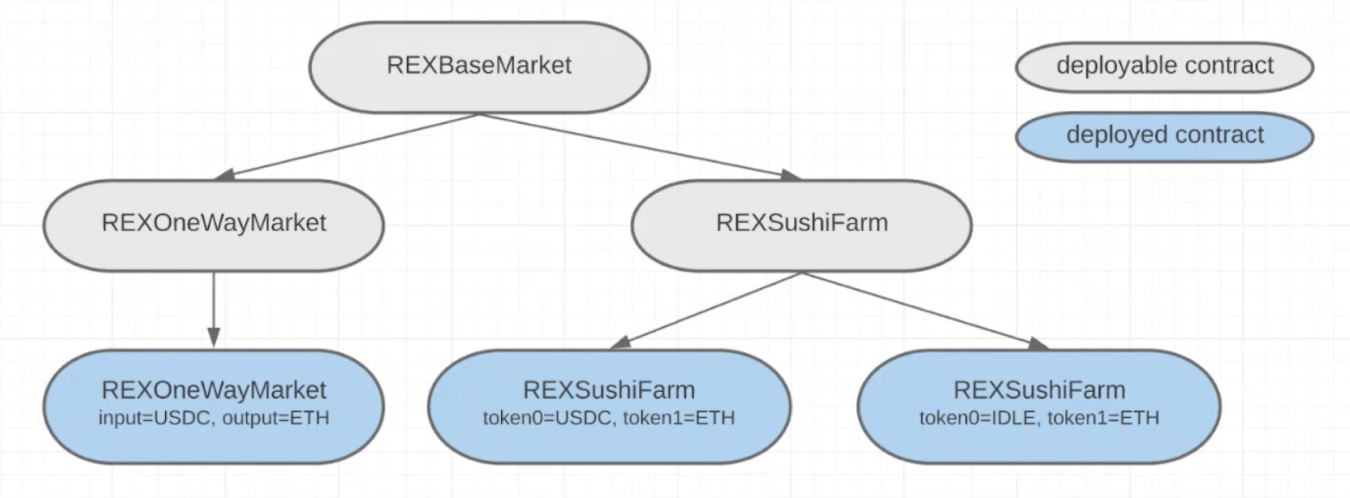 REXBaseMarket
deployable contract
deployed contract
REXOneWayMarket
REXSushiFarm
REXOneWayMarket
input=USDC, output=ETH
REXSushiFarm
token0=USDC, token1=ETH
REXSushiFarm
token0=IDLE, token1=ETH